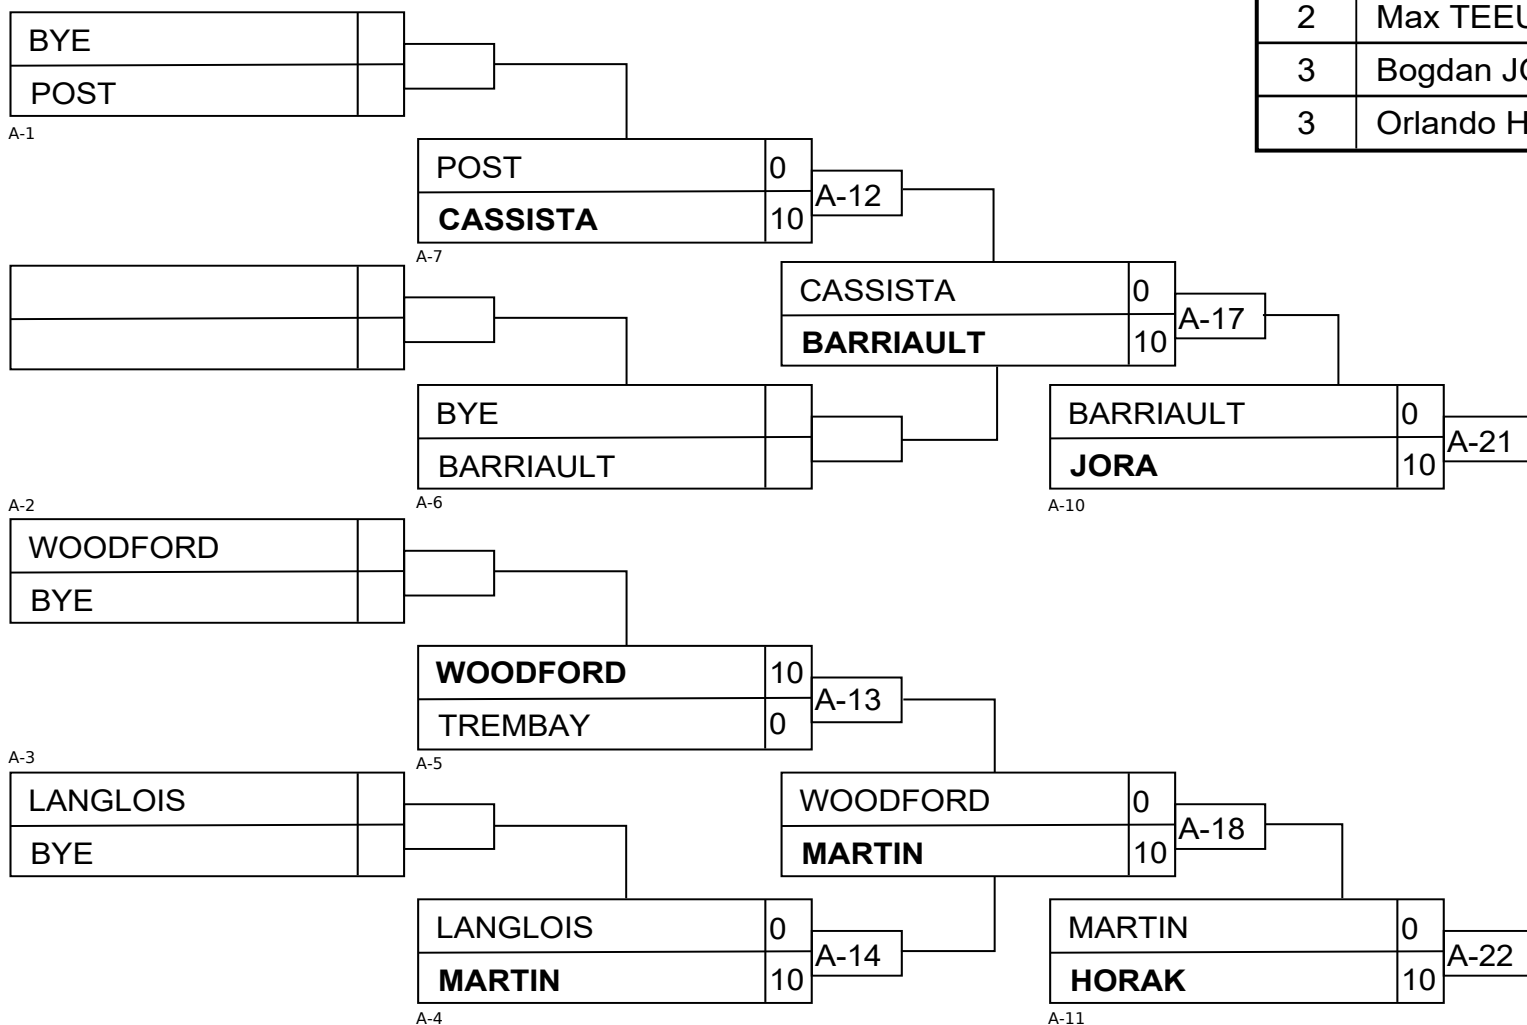 2 Max
3 Bogdan
3 Orlando
BYE
POST
A-1
POST 0
CASSISTA 10
A-12
A-7
CASSISTA 0
BARRIAULT 10
A-17
BYE
BARRIAULT
A-6
BARRIAULT 0
JORA 10
A-21
A-10
A-2
WOODFORD
BYE
WOODFORD 10
TREMBAY 0
A-13
A-5
A-3
LANGLOIS
BYE
WOODFORD 0
MARTIN 10
A-18
LANGLOIS 0
MARTIN 10
A-14
A-4
MARTIN 0
HORAK 10
A-22
A-11